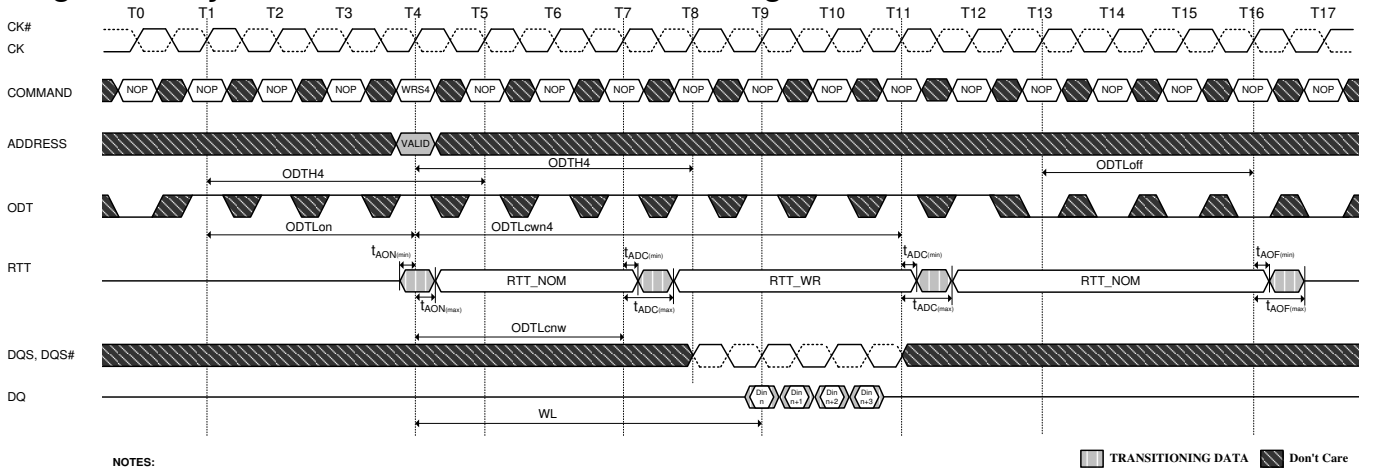 T0 T1 T2 T3 T4 T5 T6 T7 T8 T9 T10 T11 T12 T13 T14 T15 T16 T17
CK#
CK
COMMAND NOP NOP NOP NOP WRS4 NOP NOP NOP NOP NOP NOP NOP NOP NOP NOP NOP NOP NOP
ADDRESS VALID
ODTH4 ODTH4 ODTLoff
ODT
ODTLon ODTLcwn4
tAON(min) tADC(min) tADC(min) tAOF(min)
RTT RTT_NOM RTT_WR RTT_NOM
tAON(max) tADC(max) tADC(max) tAOF(max)
ODTLcnw
DQS, DQS#
DQ Din n Din n+1 Din n+2 Din n+3
WL
NOTES: TRANSITIONING DATA Don't Care